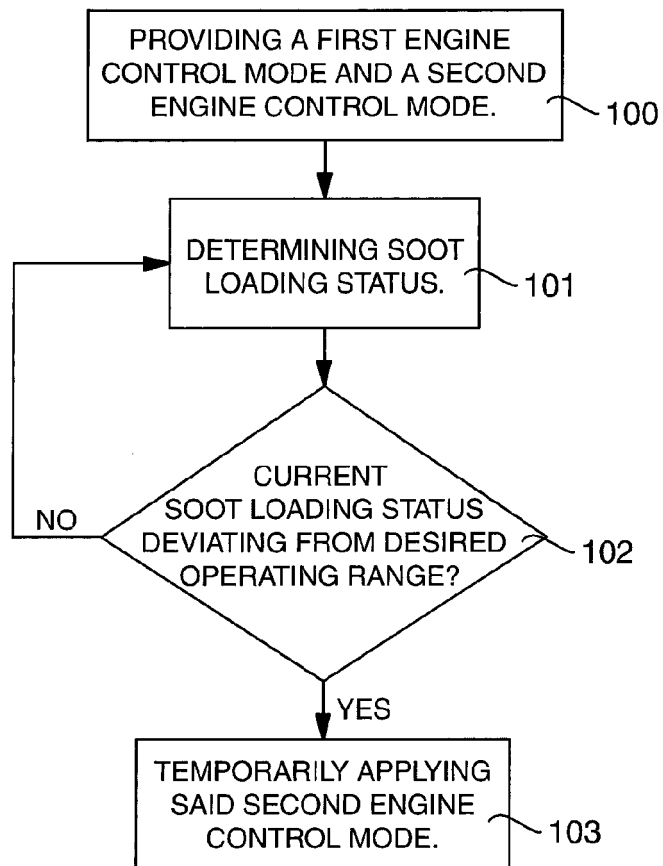 PROVIDING A FIRST ENGINE
CONTROL MODE AND A SECOND
ENGINE CONTROL MODE.
100
DETERMINING SOOT
LOADING STATUS.
101
CURRENT
SOOT LOADING STATUS
DEVIATING FROM DESIRED
OPERATING RANGE?
102
NO
YES
TEMPORARILY APPLYING
SAID SECOND ENGINE
CONTROL MODE.
103